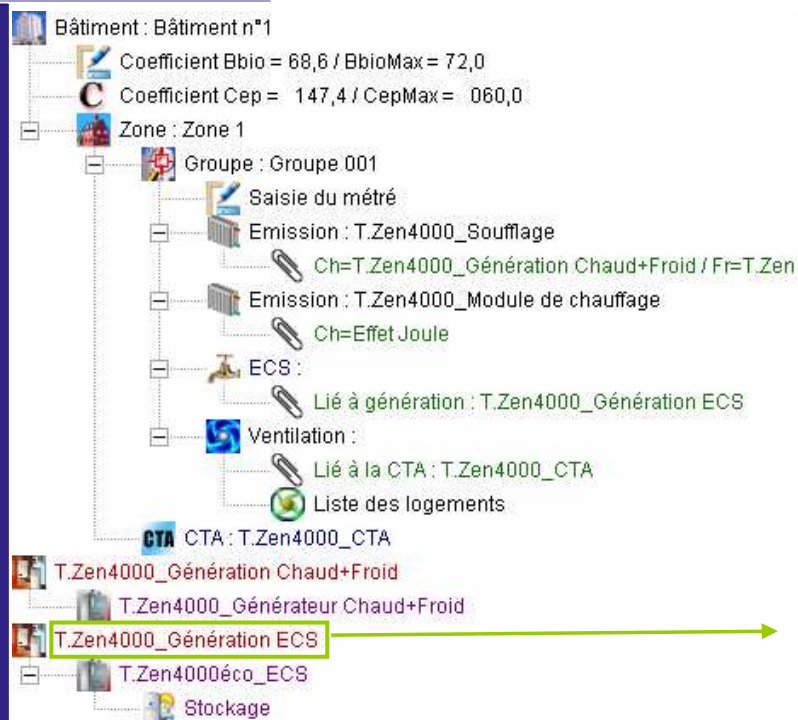 Bâtiment : Bâtiment n°1
Coefficient Bbio = 68,6 / BbioMax = 72,0
C Coefficient Cep = 147,4 / CepMax = 060,0
Zone : Zone 1
Groupe : Groupe 001
Saisie du métré
Emission : T.Zen4000_Soufflage
Ch=T.Zen4000_Génération Chaud+Froid / Fr=T.Zen
Emission : T.Zen4000_Module de chauffage
Ch=Effet Joule
ECS :
Lié à génération : T.Zen4000_Génération ECS
Ventilation :
Lié à la CTA : T.Zen4000_CTA
Liste des logements
CTA CTA : T.Zen4000_CTA
T.Zen4000_Génération Chaud+Froid
T.Zen4000_Générateur Chaud+Froid
T.Zen4000_Génération ECS
T.Zen4000éco_ECS
Stockage